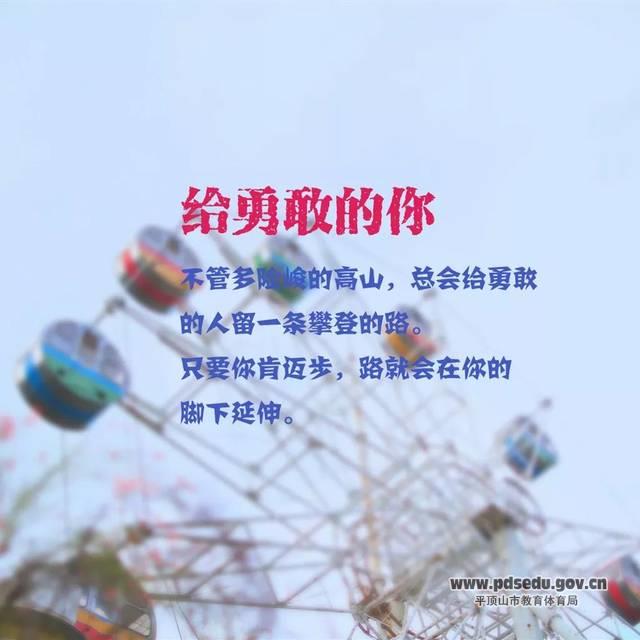 给勇敢的你
不管多险峻的高山，总会给勇敢
的人留一条攀登的路。
只要你肯迈步，路就会在你的
脚下延伸。
www.pdsedu.gov.cn
平顶山市教育体育局